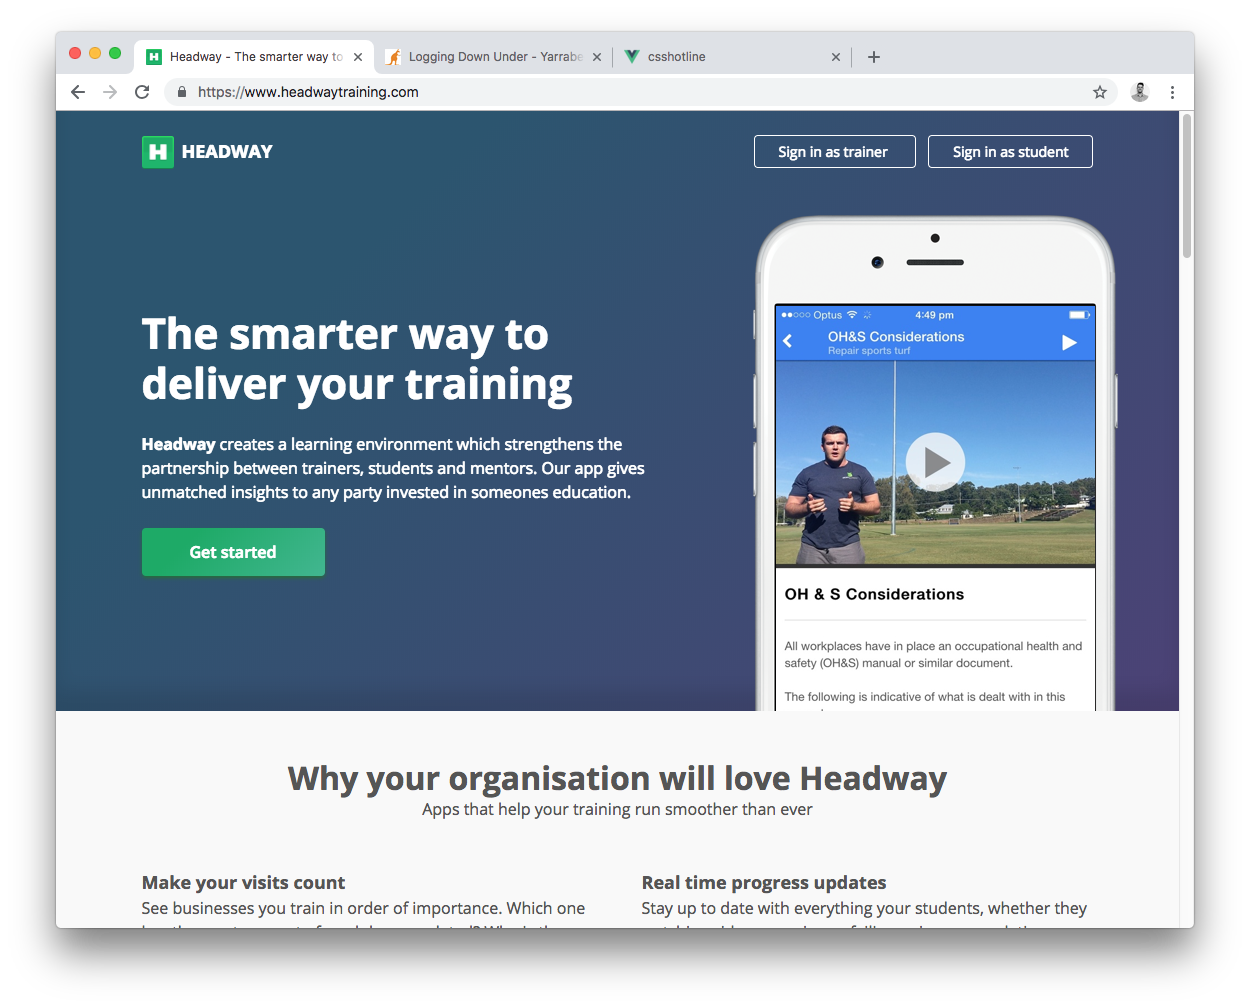 Headway - The smarter way to
Logging Down Under - Yarrabe
csshotline
https://www.headwaytraining.com
H HEADWAY
Sign in as trainer
Sign in as student
The smarter way to
deliver your training
Headway creates a learning environment which strengthens the
partnership between trainers, students and mentors. Our app gives
unmatched insights to any party invested in someones education.
Get started
Optus
4:49 pm
OH&S Considerations
Repair sports turf
OH & S Considerations
All workplaces have in place an occupational health and
safety (OH&S) manual or similar document.
The following is indicative of what is dealt with in this
Why your organisation will love Headway
Apps that help your training run smoother than ever
Make your visits count
See businesses you train in order of importance. Which one
Real time progress updates
Stay up to date with everything your students, whether they